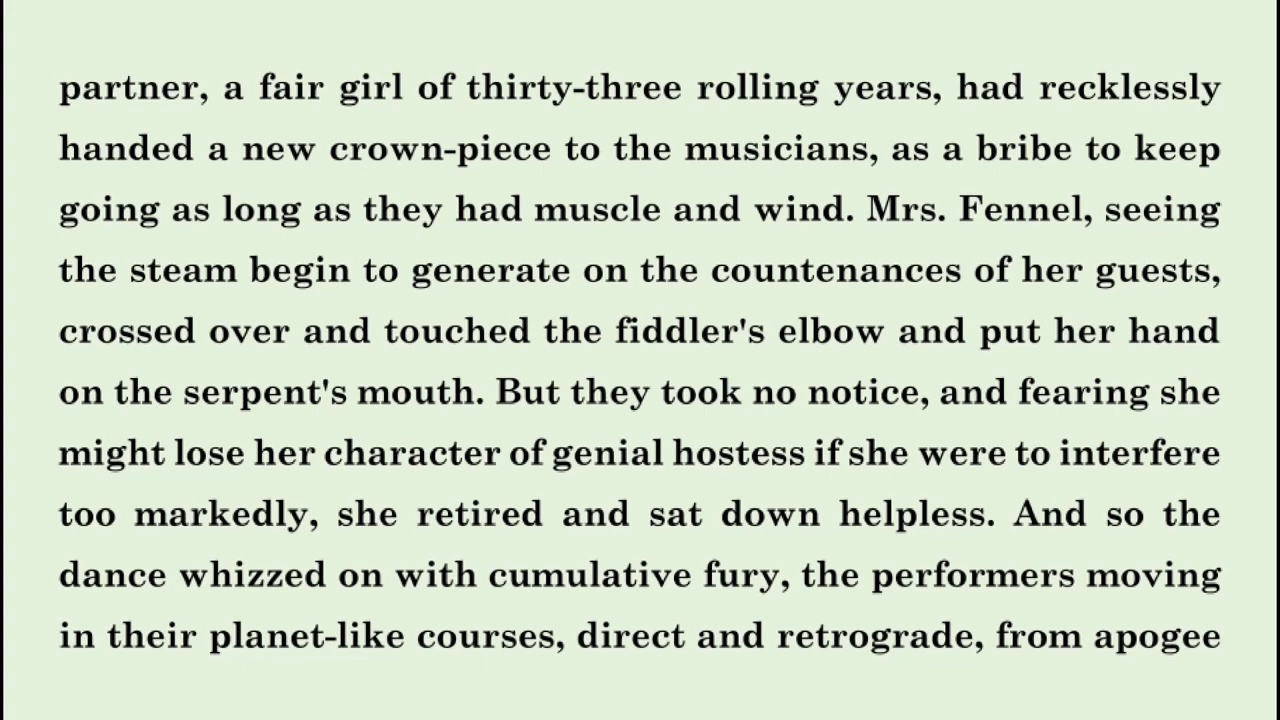 partner, a fair girl of thirty-three rolling years, had recklessly
handed a new crown-piece to the musicians, as a bribe to keep
going as long as they had muscle and wind. Mrs. Fennel, seeing
the steam begin to generate on the countenances of her guests,
crossed over and touched the fiddler's elbow and put her hand
on the serpent's mouth. But they took no notice, and fearing she
might lose her character of genial hostess if she were to interfere
too markedly, she retired and sat down helpless. And so the
dance whizzed on with cumulative fury, the performers moving
in their planet-like courses, direct and retrograde, from apogee